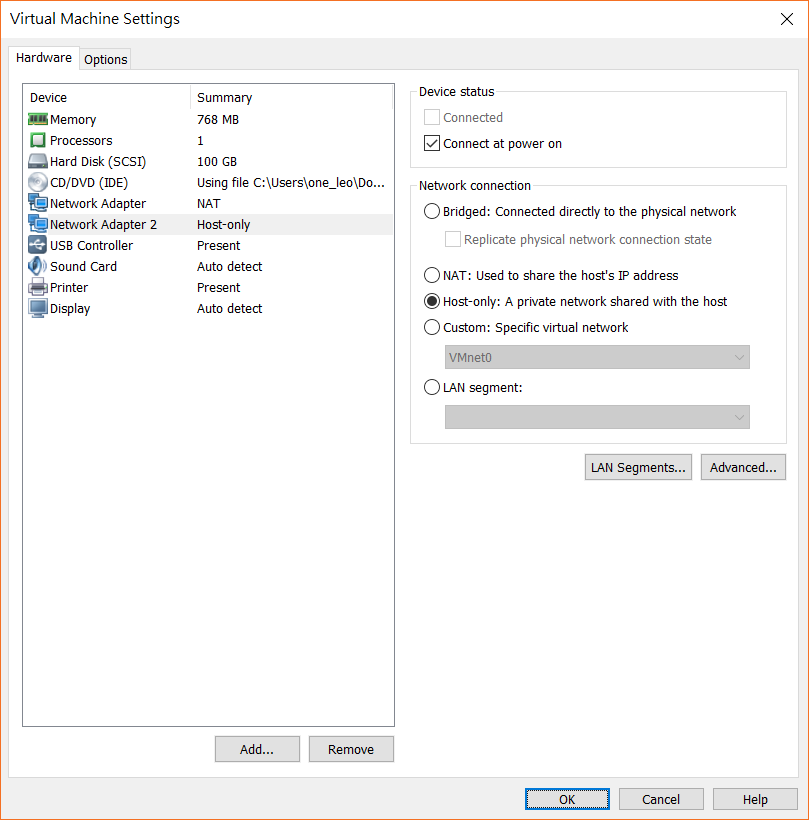 Virtual Machine Settings
Hardware
Options
Device Summary
Memory 768 MB
Processors 1
Hard Disk (SCSI) 100 GB
CD/DVD (IDE) Using file C:\Users\one_leo\Do...
Network Adapter NAT
Network Adapter 2 Host-only
USB Controller Present
Sound Card Auto detect
Printer Present
Display Auto detect
Add...
Remove
Device status
Connected
Connect at power on
Network connection
Bridged: Connected directly to the physical network
Replicate physical network connection state
NAT: Used to share the host's IP address
Host-only: A private network shared with the host
Custom: Specific virtual network
VMnet0
LAN segment:
LAN Segments...
Advanced...
OK
Cancel
Help